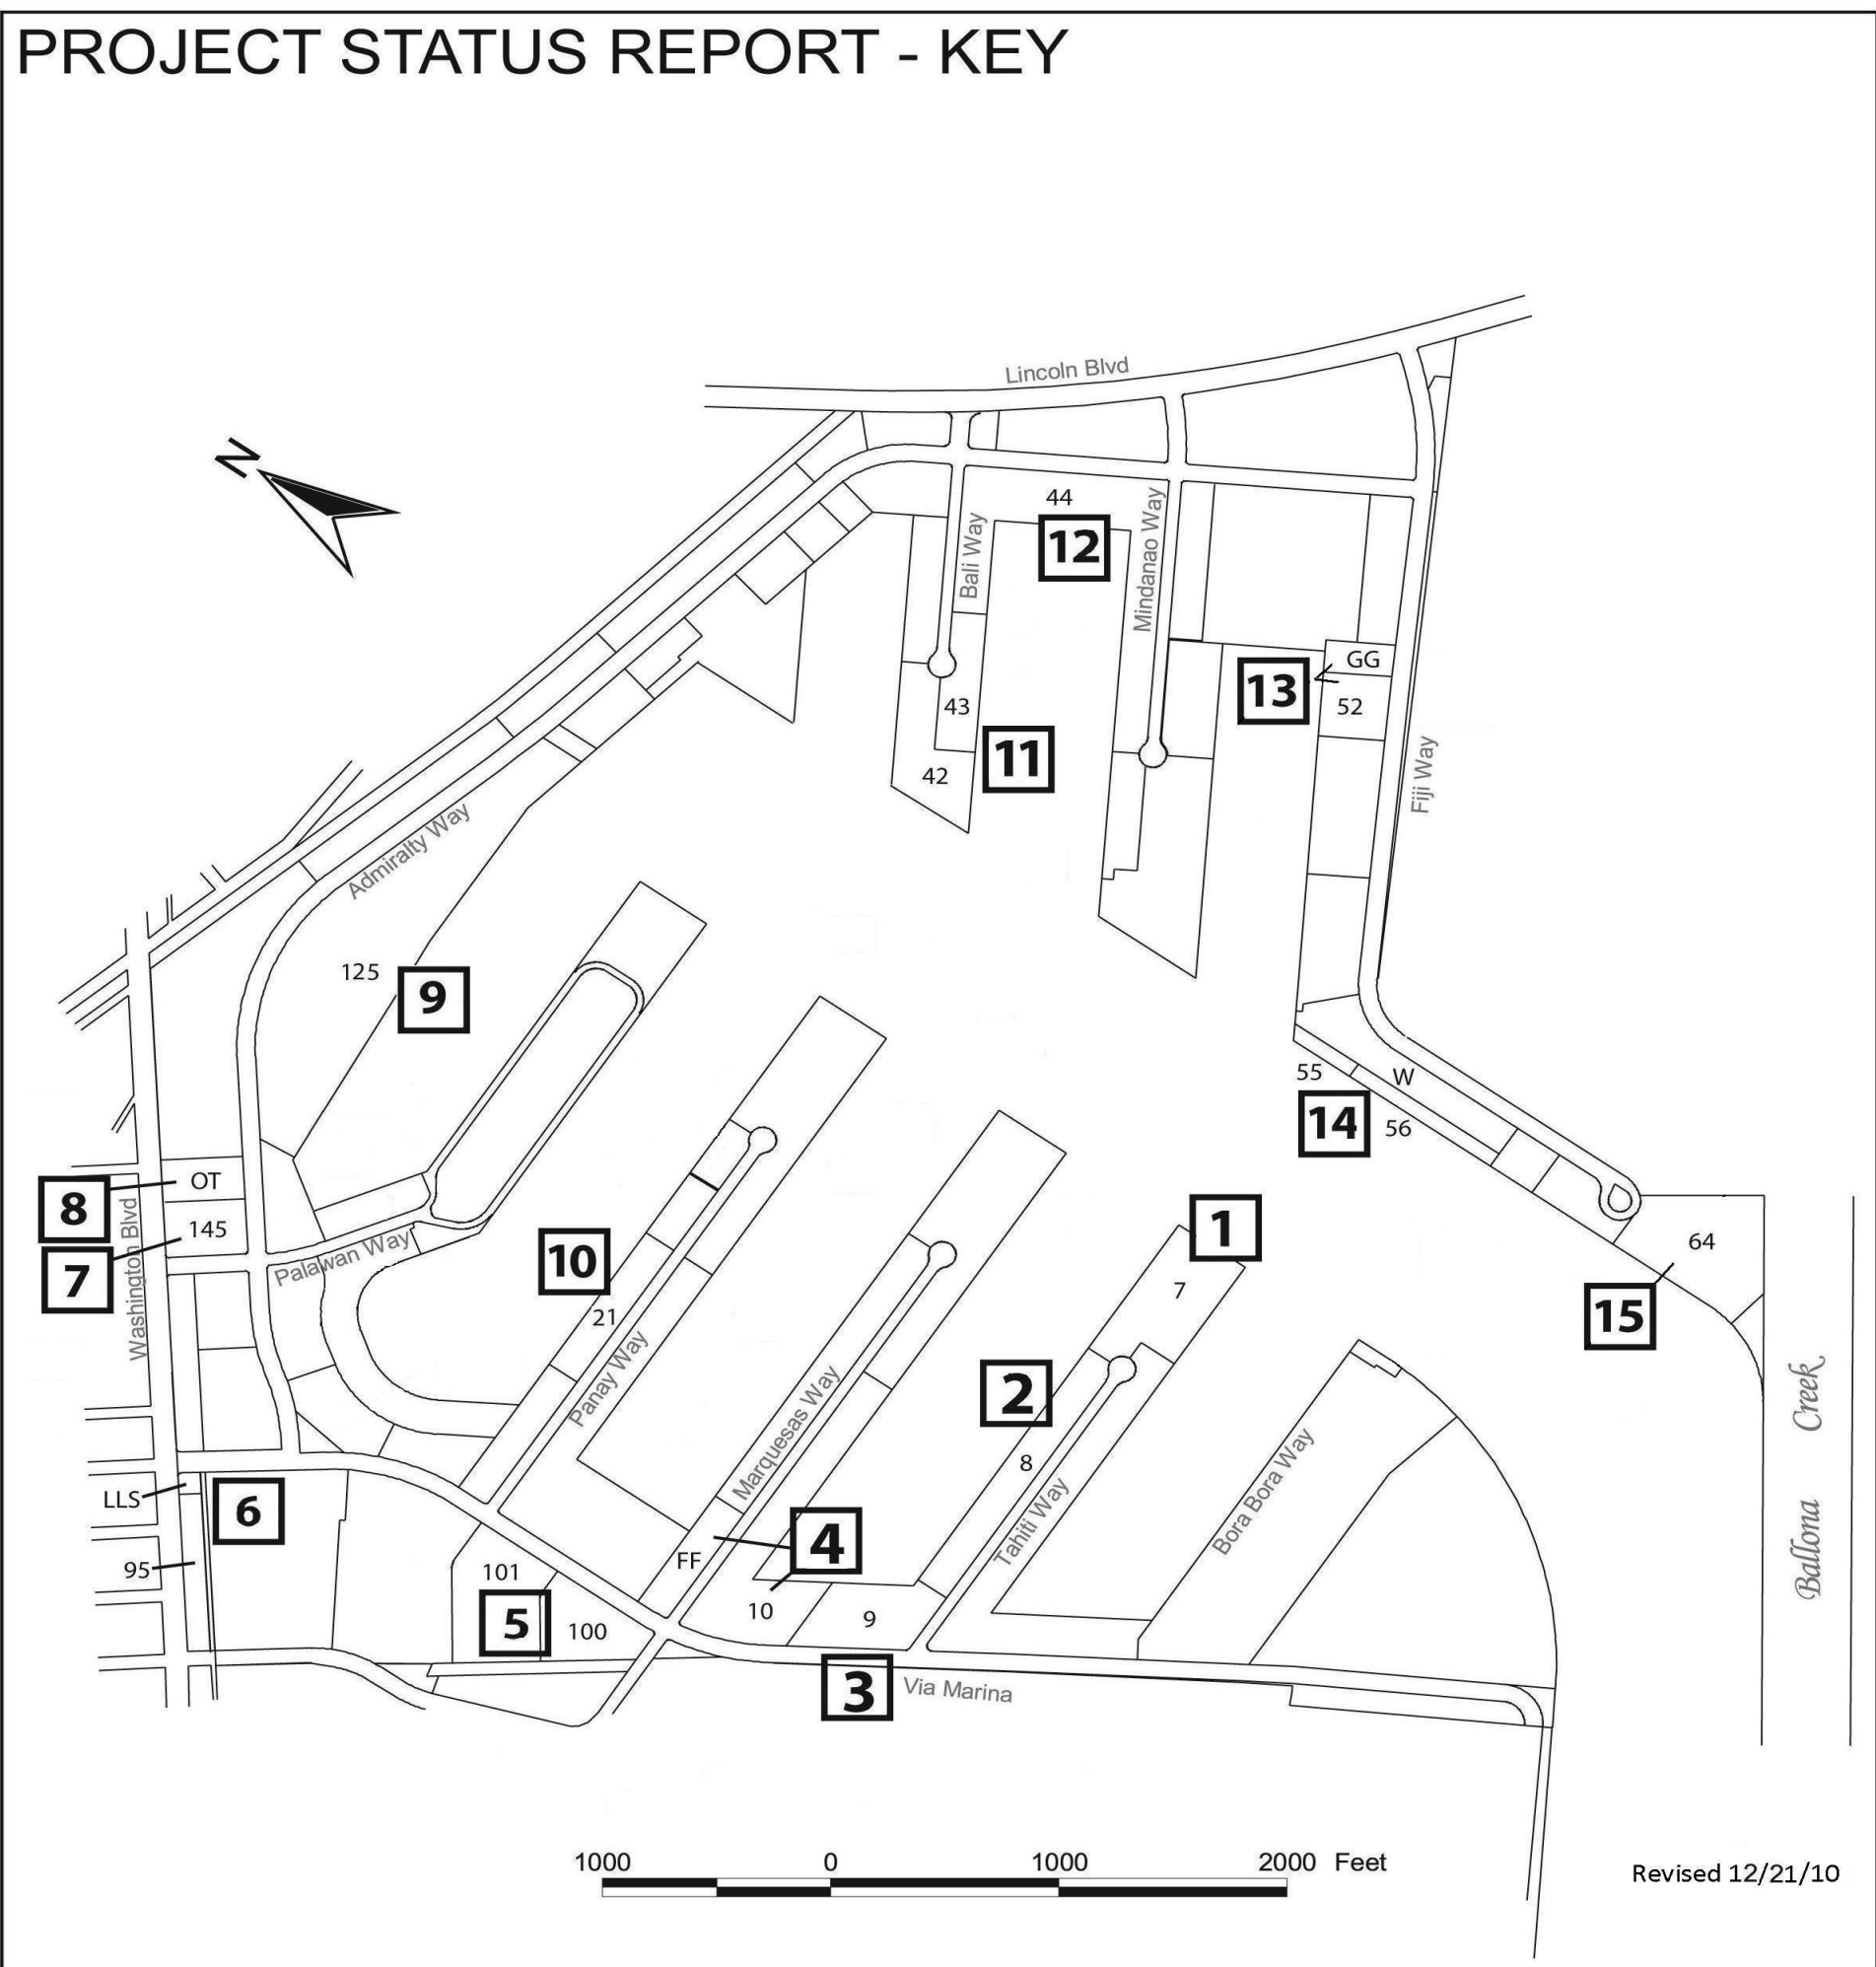 PROJECT STATUS REPORT - KEY
Lincoln Blvd
N
44
12
Bali Way
Mindanao Way
GG
13
52
43
11
42
Fiji Way
Admiralty Way
125
9
55
W
14
56
OT
8
145
7
Washington Blvd
Palawan Way
10
21
Panay Way
1
7
64
15
2
8
Marquesas Way
Tahiti Way
Bora Bora Way
Ballona Creek
LLS
6
95
4
FF
101
5
100
10
9
3
Via Marina
1000 0 1000 2000 Feet
Revised 12/21/10